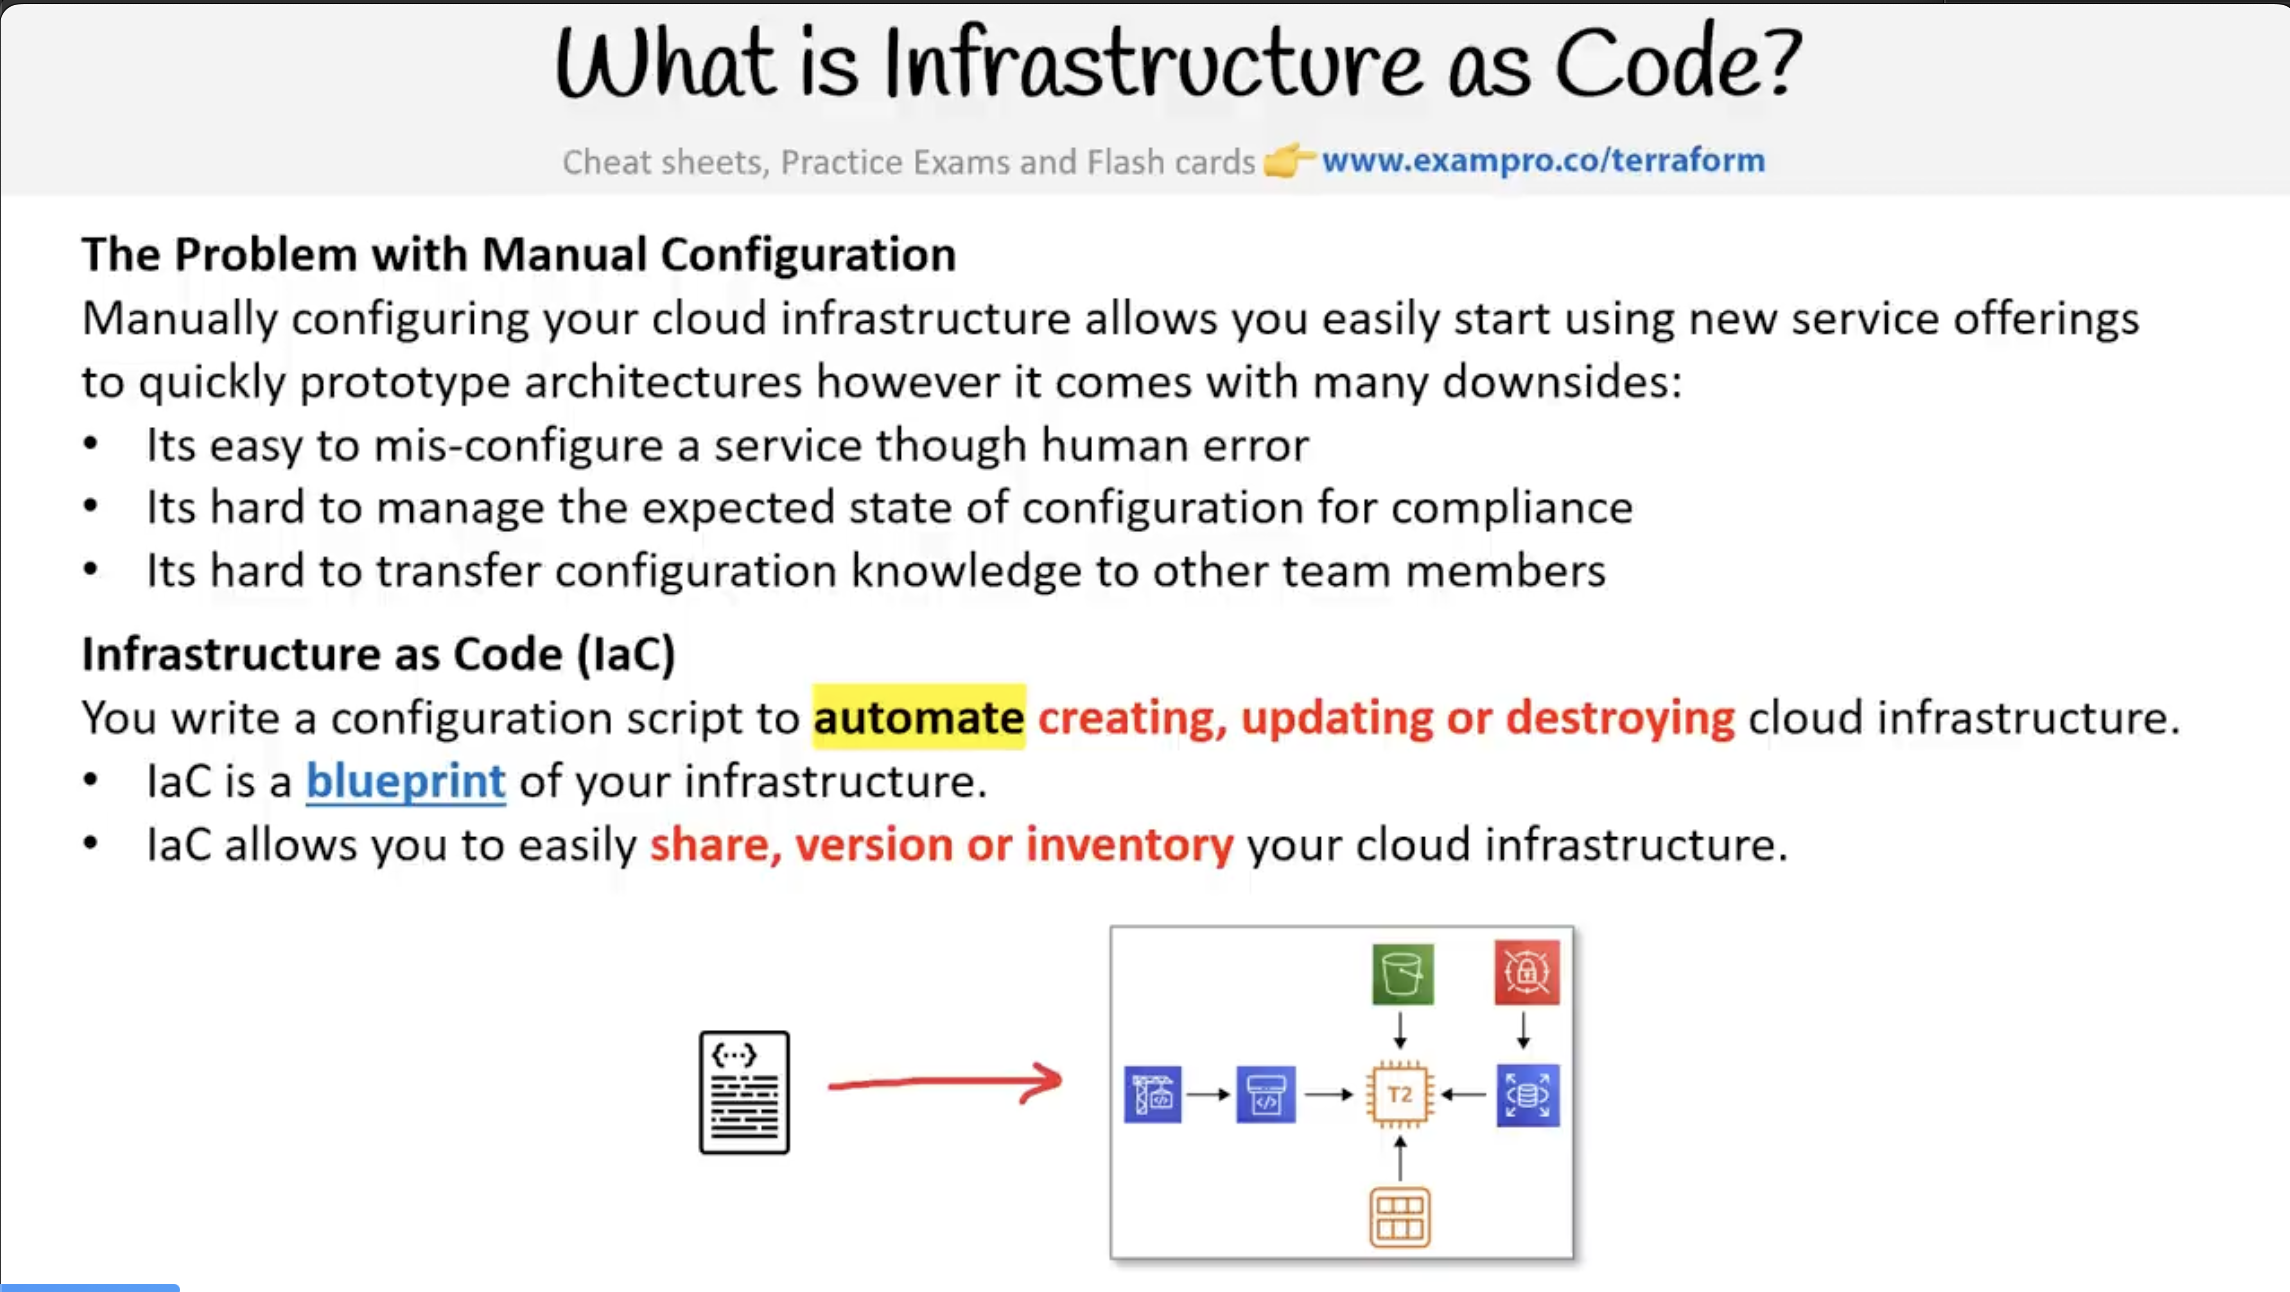 What is Infrastructure as Code?
Cheat sheets, Practice Exams and Flash cards 👉 www.exampro.co/terraform
The Problem with Manual Configuration
Manually configuring your cloud infrastructure allows you easily start using new service offerings
to quickly prototype architectures however it comes with many downsides:
• Its easy to mis-configure a service though human error
• Its hard to manage the expected state of configuration for compliance
• Its hard to transfer configuration knowledge to other team members
Infrastructure as Code (IaC)
You write a configuration script to automate creating, updating or destroying cloud infrastructure.
• IaC is a blueprint of your infrastructure.
• IaC allows you to easily share, version or inventory your cloud infrastructure.
{...}
</>
</>
T2